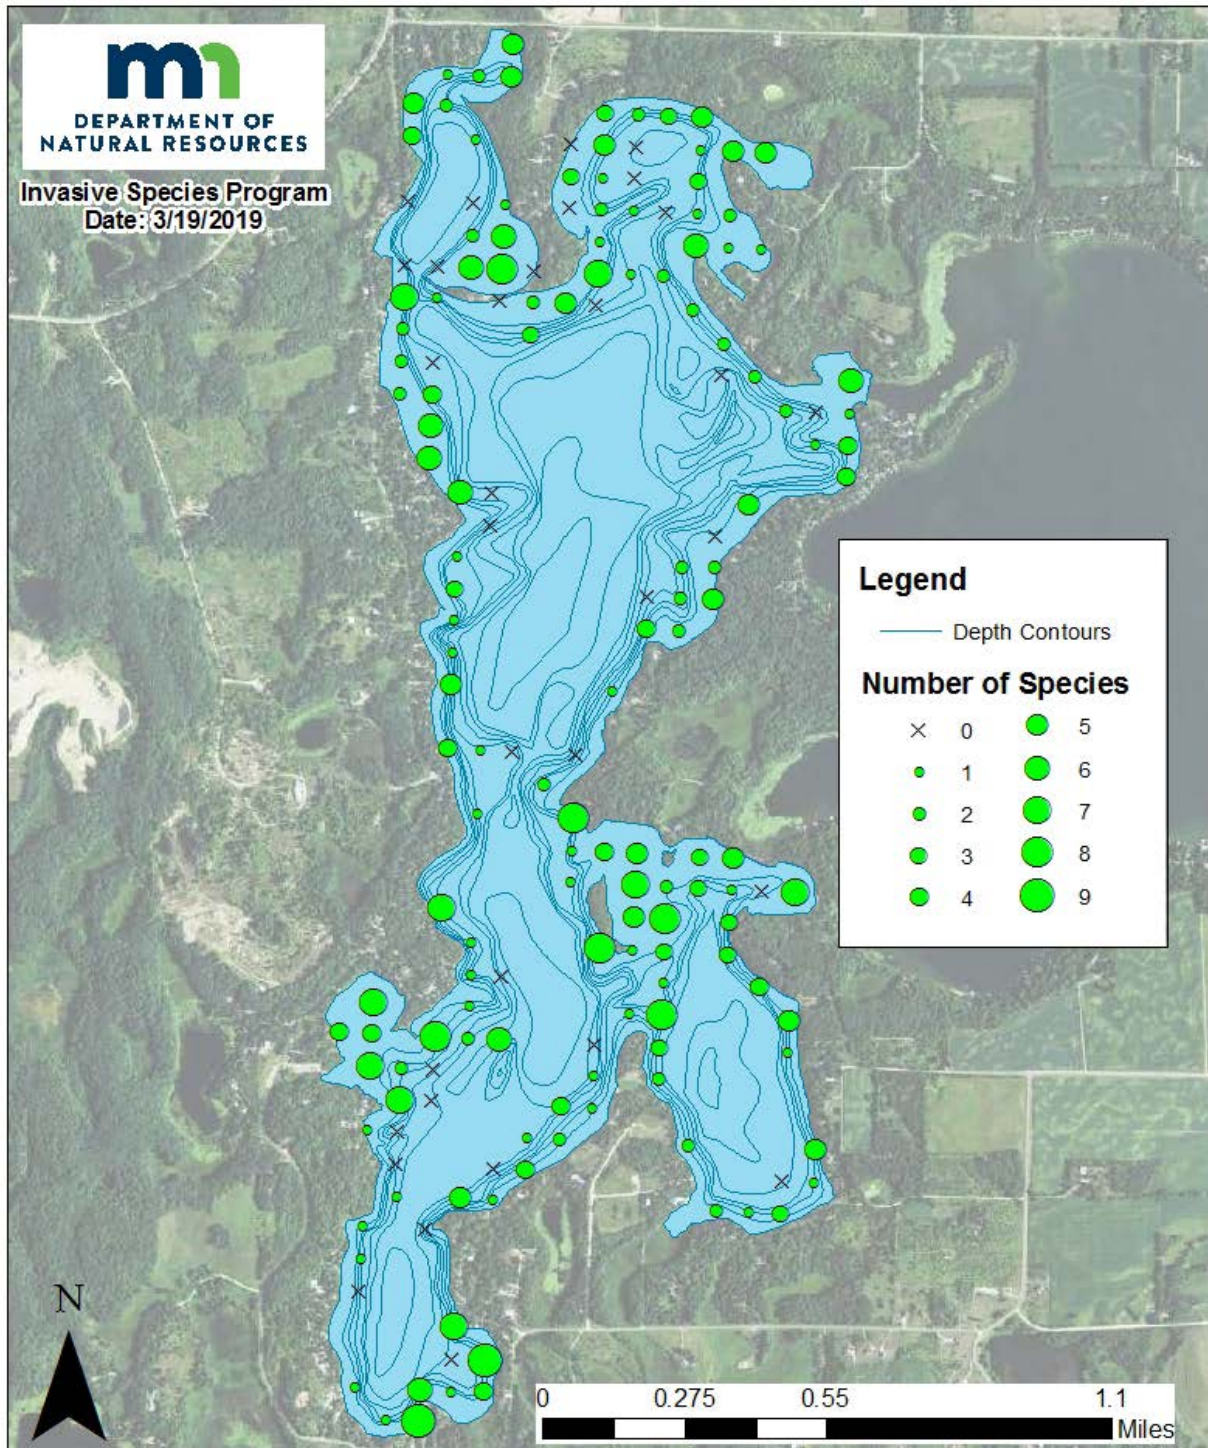 DEPARTMENT OF
NATURAL RESOURCES
Invasive Species Program
Date: 3/19/2019
Legend
Depth Contours
Number of Species
0 5
1 6
2 7
3 8
4 9
N
0 0.275 0.55 1.1
Miles